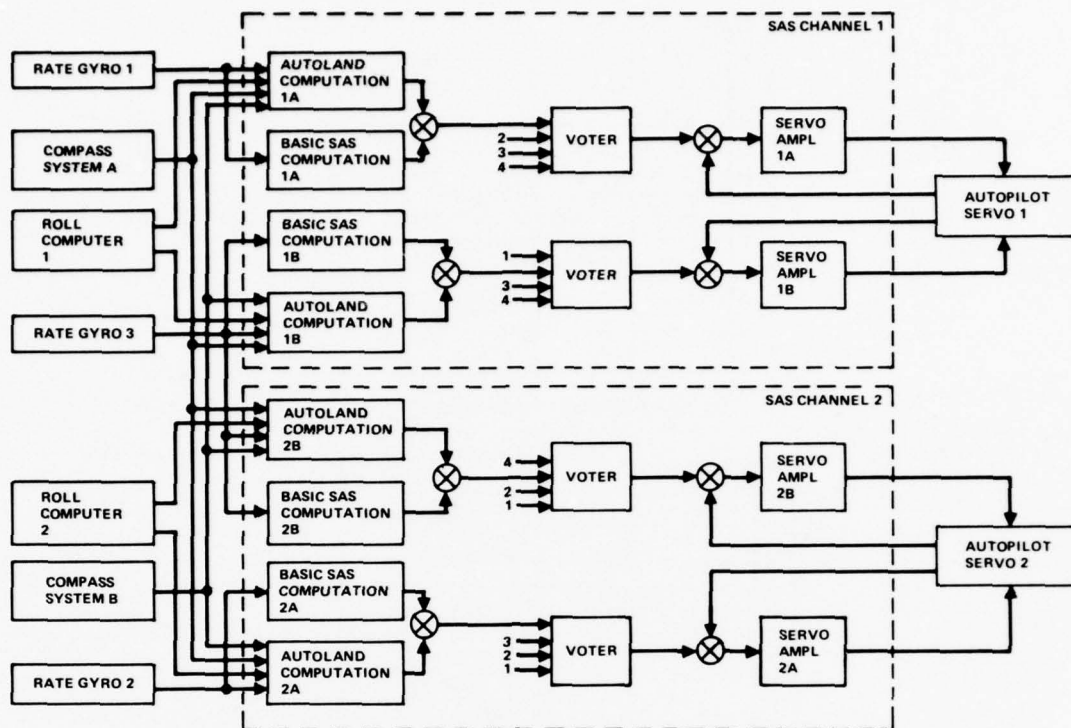 SAS CHANNEL 1
RATE GYRO 1
AUTOLAND
COMPUTATION
1A
COMPASS
SYSTEM A
BASIC SAS
COMPUTATION
1A
2
3
4
VOTER
SERVO
AMPL
1A
ROLL
COMPUTER
1
BASIC SAS
COMPUTATION
1B
AUTOPILOT
SERVO 1
1
3
4
VOTER
SERVO
AMPL
1B
RATE GYRO 3
AUTOLAND
COMPUTATION
1B
SAS CHANNEL 2
AUTOLAND
COMPUTATION
2B
4
2
1
VOTER
SERVO
AMPL
2B
ROLL
COMPUTER
2
BASIC SAS
COMPUTATION
2B
AUTOPILOT
SERVO 2
COMPASS
SYSTEM B
BASIC SAS
COMPUTATION
2A
3
2
1
VOTER
SERVO
AMPL
2A
RATE GYRO 2
AUTOLAND
COMPUTATION
2A